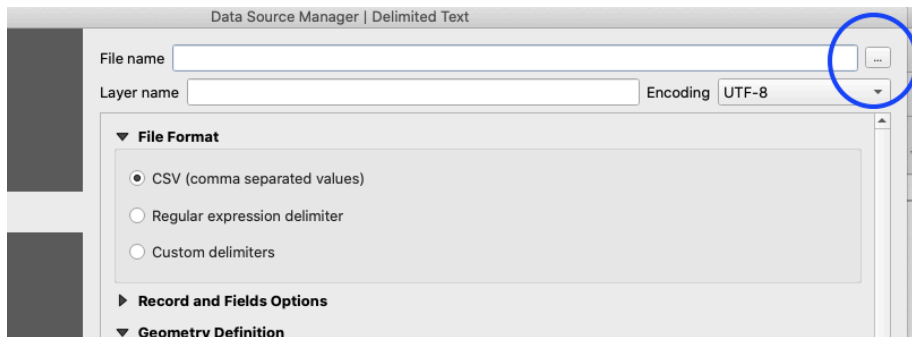 Data Source Manager | Delimited Text
File name ...
Layer name Encoding UTF-8
File Format
CSV (comma separated values)
Regular expression delimiter
Custom delimiters
Record and Fields Options
Geometry Definition